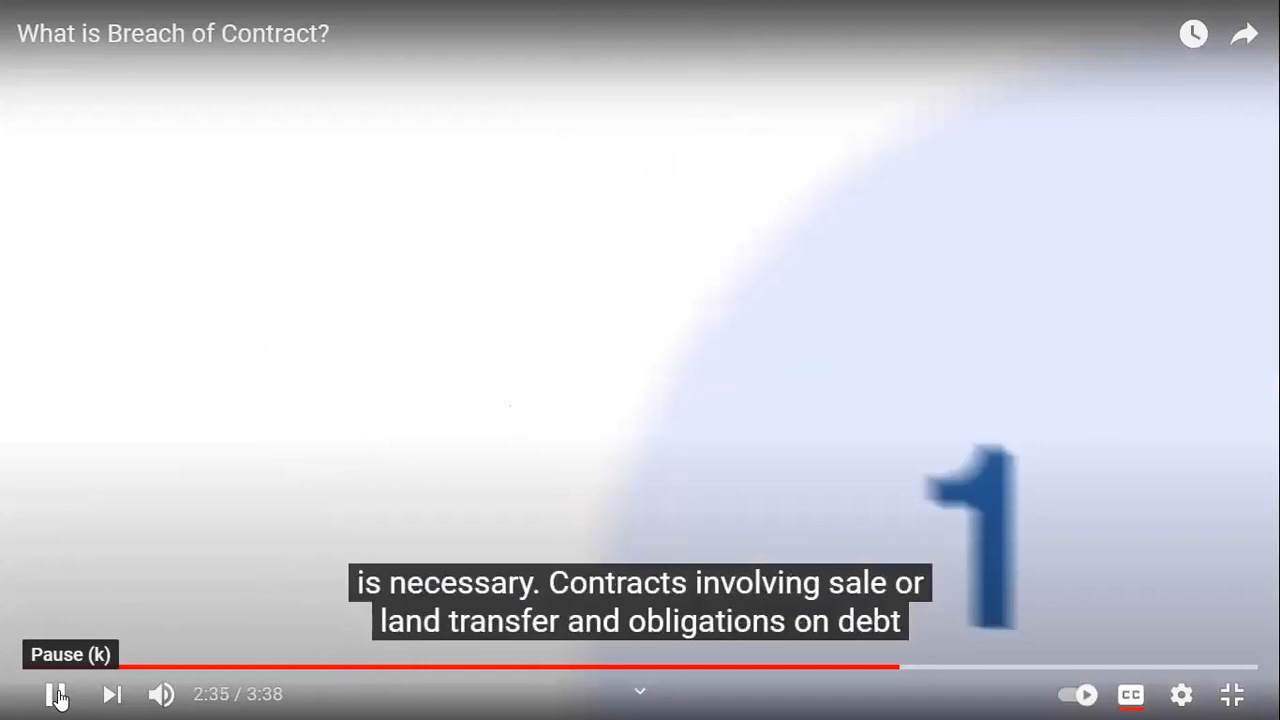 What is Breach of Contract?
1
is necessary. Contracts involving sale or
land transfer and obligations on debt
Pause (k)
2:35 / 3:38
CC